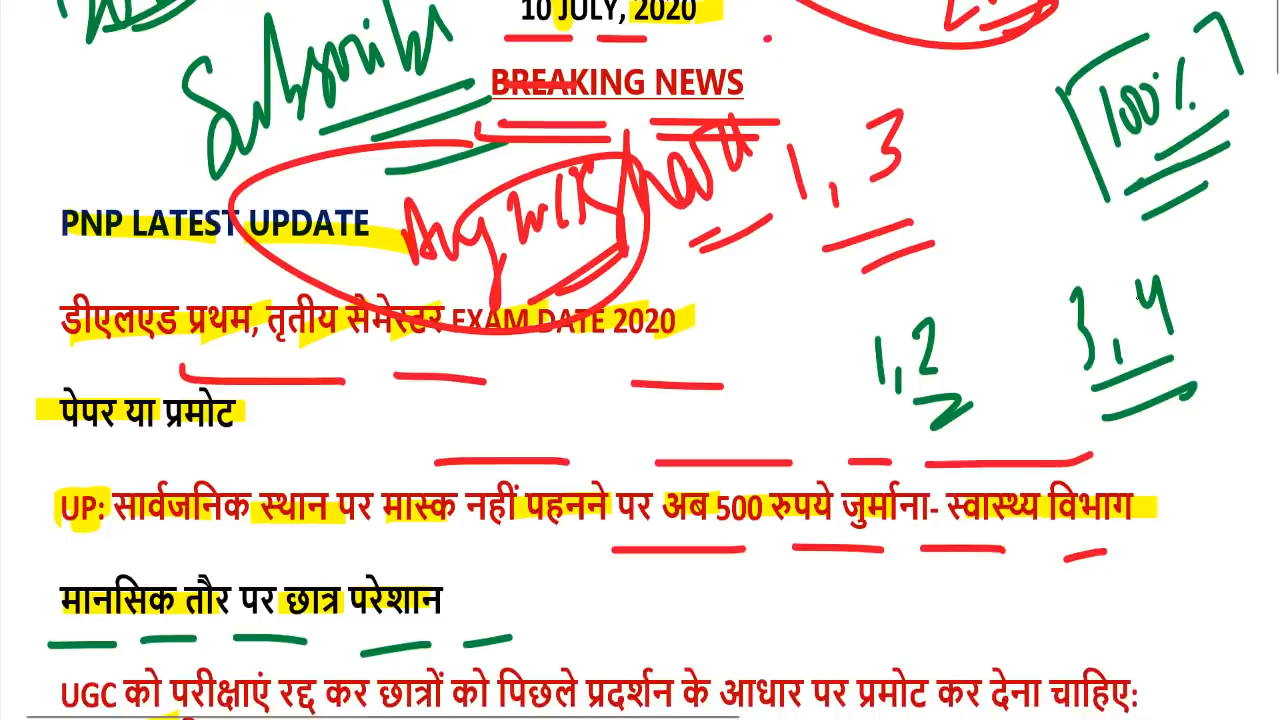 10 JULY, 2020
Subscribe
BREAKING NEWS
100%
1, 3
PNP LATEST UPDATE
Aug
डीएलएड प्रथम, तृतीय सेमेस्टर EXAM DATE 2020
1, 2
3, 4
पेपर या प्रमोट
UP: सार्वजनिक स्थान पर मास्क नहीं पहनने पर अब 500 रुपये जुर्माना- स्वास्थ्य विभाग
मानसिक तौर पर छात्र परेशान
UGC को परीक्षाएं रद्द कर छात्रों को पिछले प्रदर्शन के आधार पर प्रमोट कर देना चाहिए: